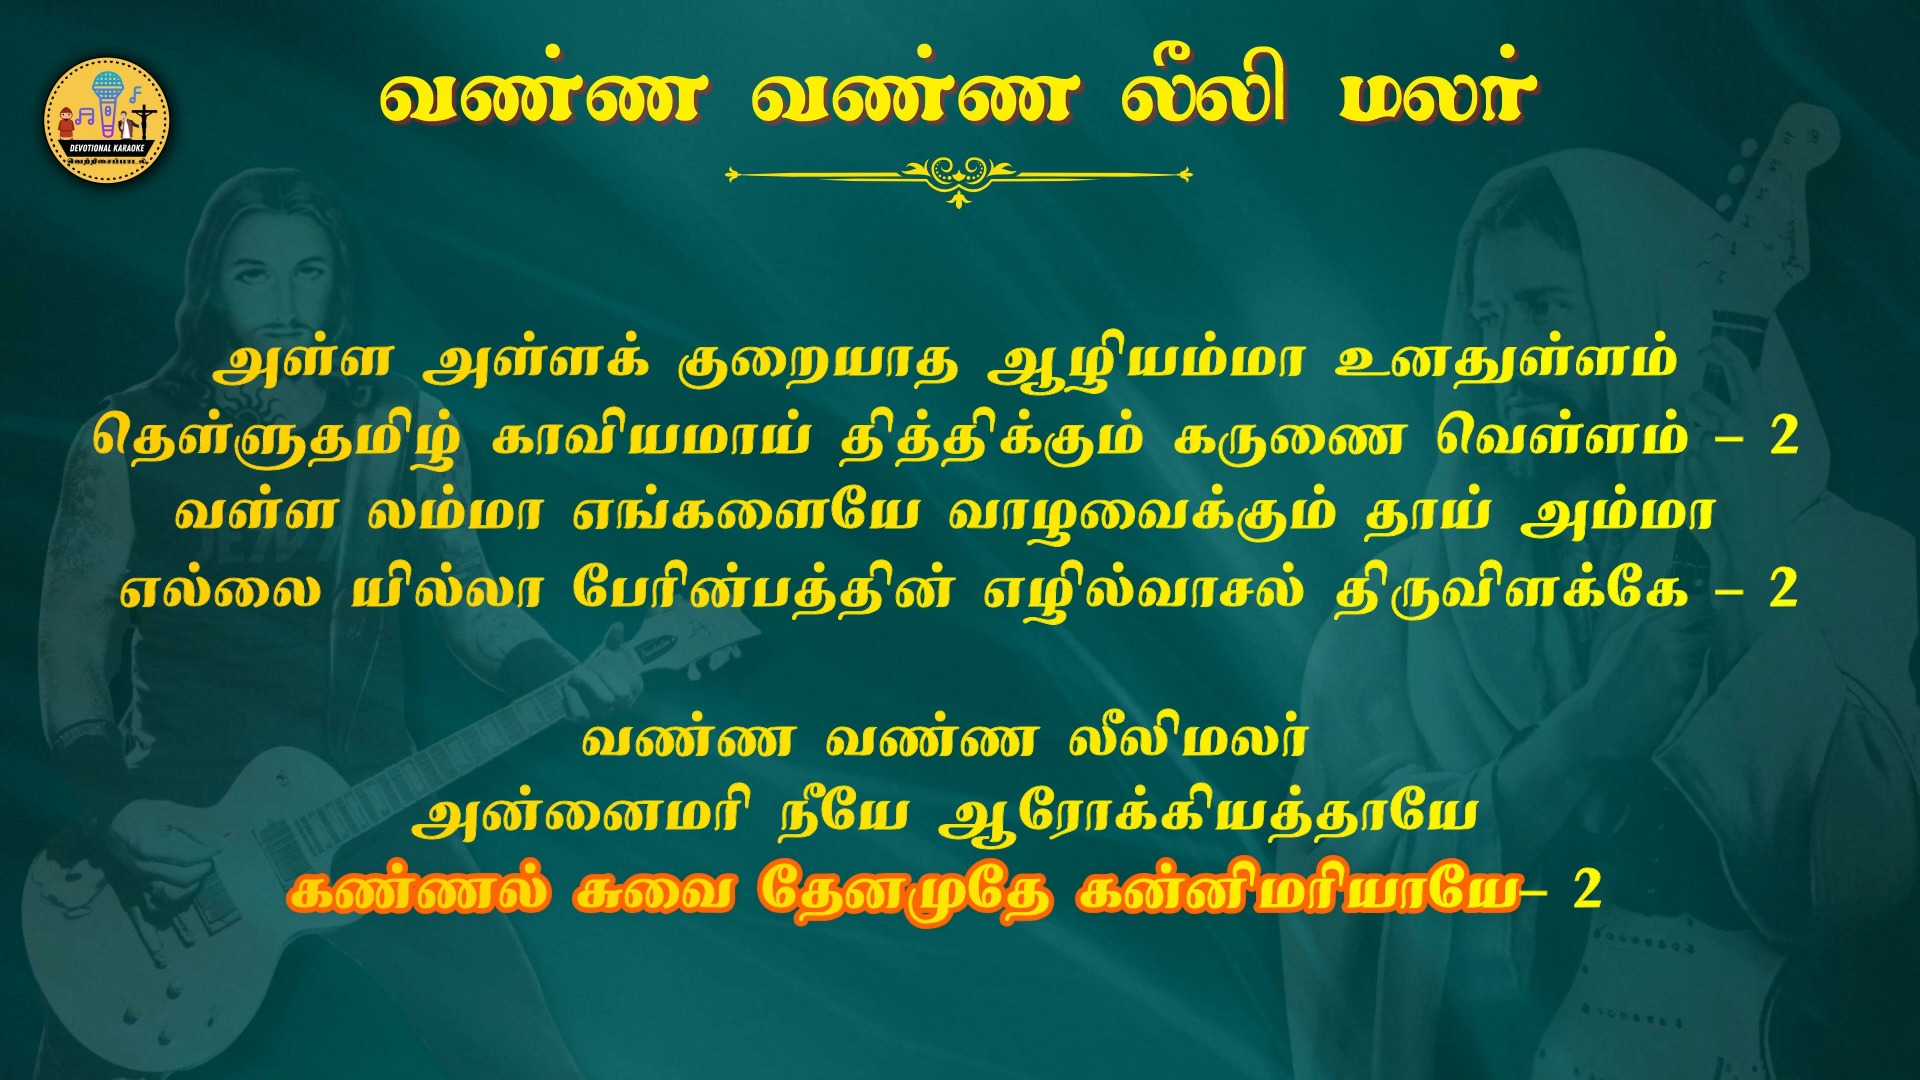 வண்ண வண்ண லீலி மலர்
DEVOTIONAL KARAOKE
அள்ள அள்ளக் குறையாத ஆழியம்மா உனதுள்ளம்
தெள்ளுதமிழ் காவியமாய் தித்திக்கும் கருணை வெள்ளம் – 2
வள்ள லம்மா எங்களையே வாழவைக்கும் தாய் அம்மா
எல்லை யில்லா பேரின்பத்தின் எழில்வாசல் திருவிளக்கே – 2
வண்ண வண்ண லீலிமலர்
அன்னைமரி நீயே ஆரோக்கியத்தாயே
கண்ணல் சுவை தேனமுதே கன்னிமரியாயே– 2